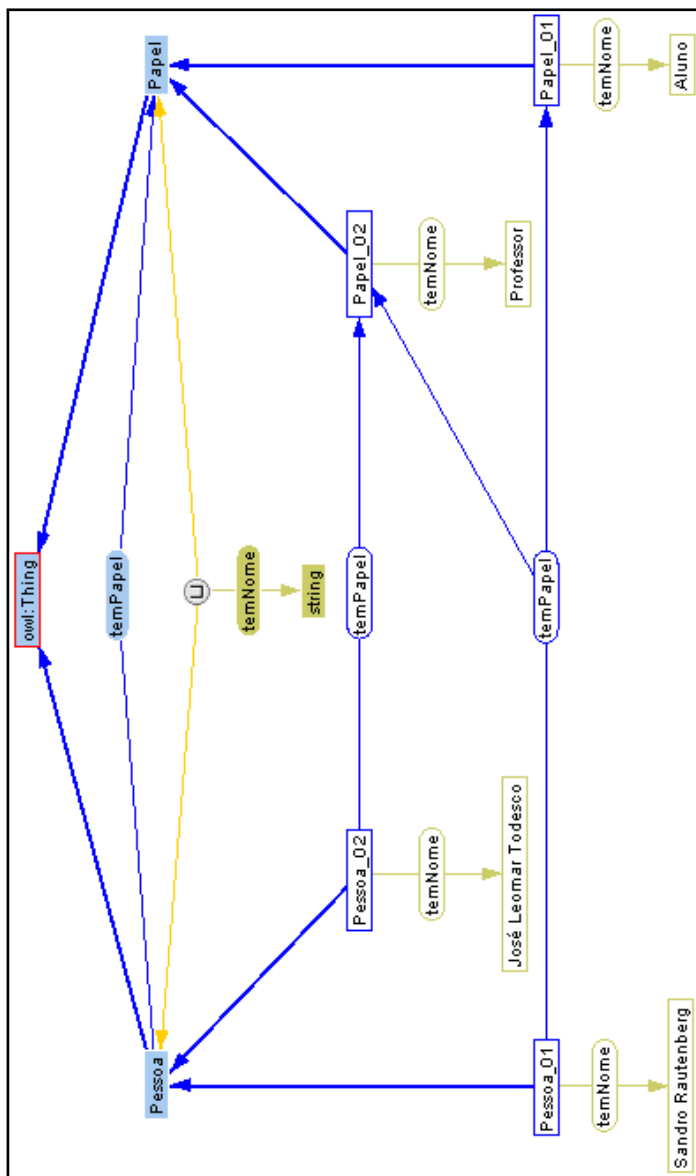 owl:Thing
Pessoa
temPapel
Papel
⊔
temNome
string
Pessoa_02
temPapel
Papel_02
temNome
temNome
José Leomar Todesco
Professor
Pessoa_01
temPapel
Papel_01
temNome
temNome
Sandro Rautenberg
Aluno